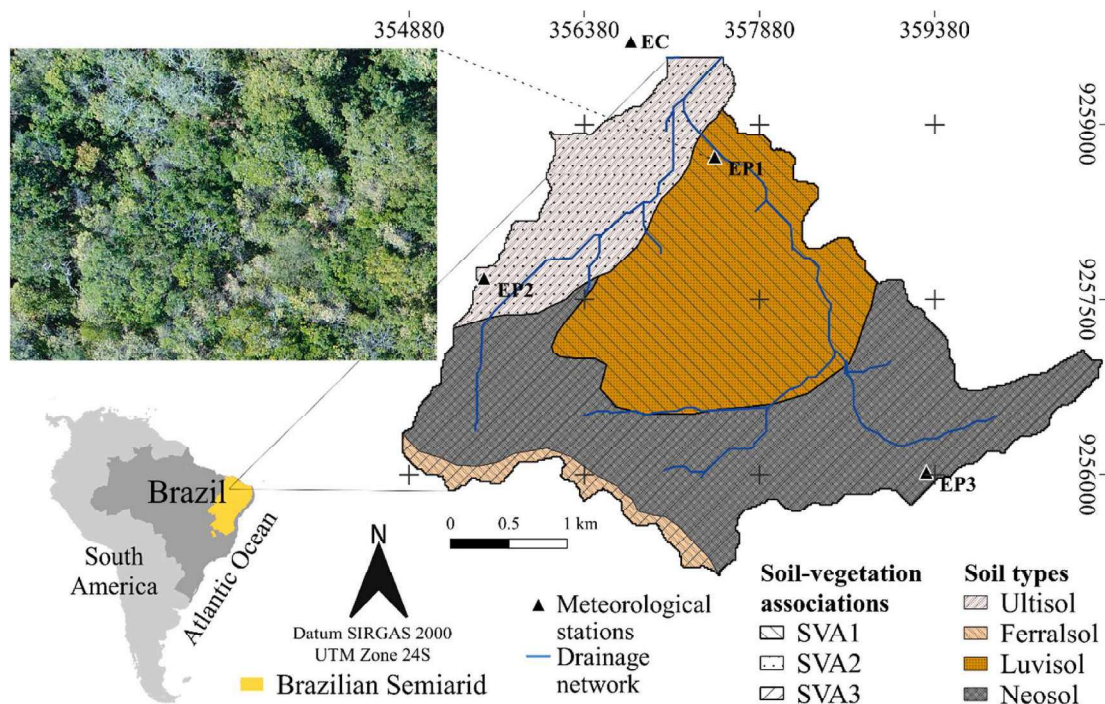 354880 356380 357880 359380
EC
9259000
EP1
EP2
9257500
EP3
9256000
Brazil
South
America
Atlantic Ocean
N
Datum SIRGAS 2000
UTM Zone 24S
Brazilian Semiarid
0 0.5 1 km
Meteorological
stations
Drainage
network
Soil-vegetation
associations
SVA1
SVA2
SVA3
Soil types
Ultisol
Ferralsol
Luvisol
Neosol